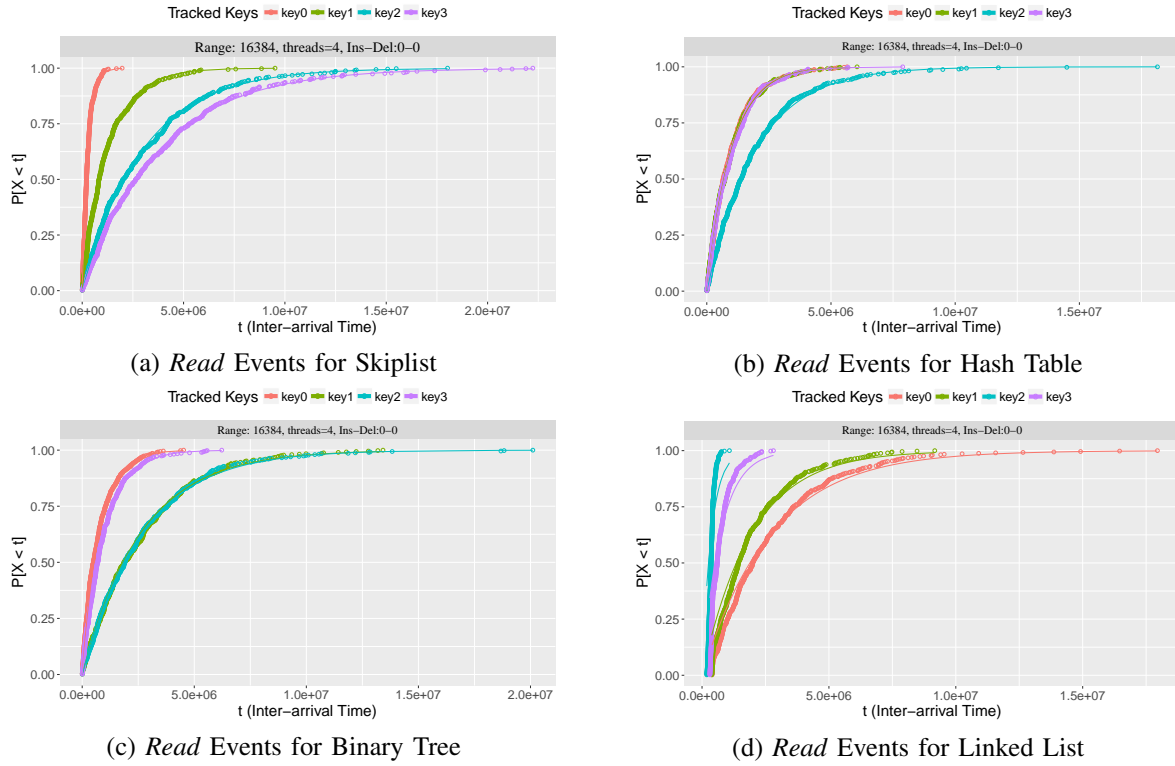 Tracked Keys key0 key1 key2 key3
Range: 16384, threads=4, Ins−Del:0−0
1.00
0.75
0.50
0.25
0.00
P[X < t]
0.0e+00 5.0e+06 1.0e+07 1.5e+07 2.0e+07
t (Inter−arrival Time)
(a) Read Events for Skiplist
Tracked Keys key0 key1 key2 key3
Range: 16384, threads=4, Ins−Del:0−0
1.00
0.75
0.50
0.25
0.00
P[X < t]
0.0e+00 5.0e+06 1.0e+07 1.5e+07
t (Inter−arrival Time)
(b) Read Events for Hash Table
Tracked Keys key0 key1 key2 key3
Range: 16384, threads=4, Ins−Del:0−0
1.00
0.75
0.50
0.25
0.00
P[X < t]
0.0e+00 5.0e+06 1.0e+07 1.5e+07 2.0e+07
t (Inter−arrival Time)
(c) Read Events for Binary Tree
Tracked Keys key0 key1 key2 key3
Range: 16384, threads=4, Ins−Del:0−0
1.00
0.75
0.50
0.25
0.00
P[X < t]
0.0e+00 5.0e+06 1.0e+07 1.5e+07
t (Inter−arrival Time)
(d) Read Events for Linked List